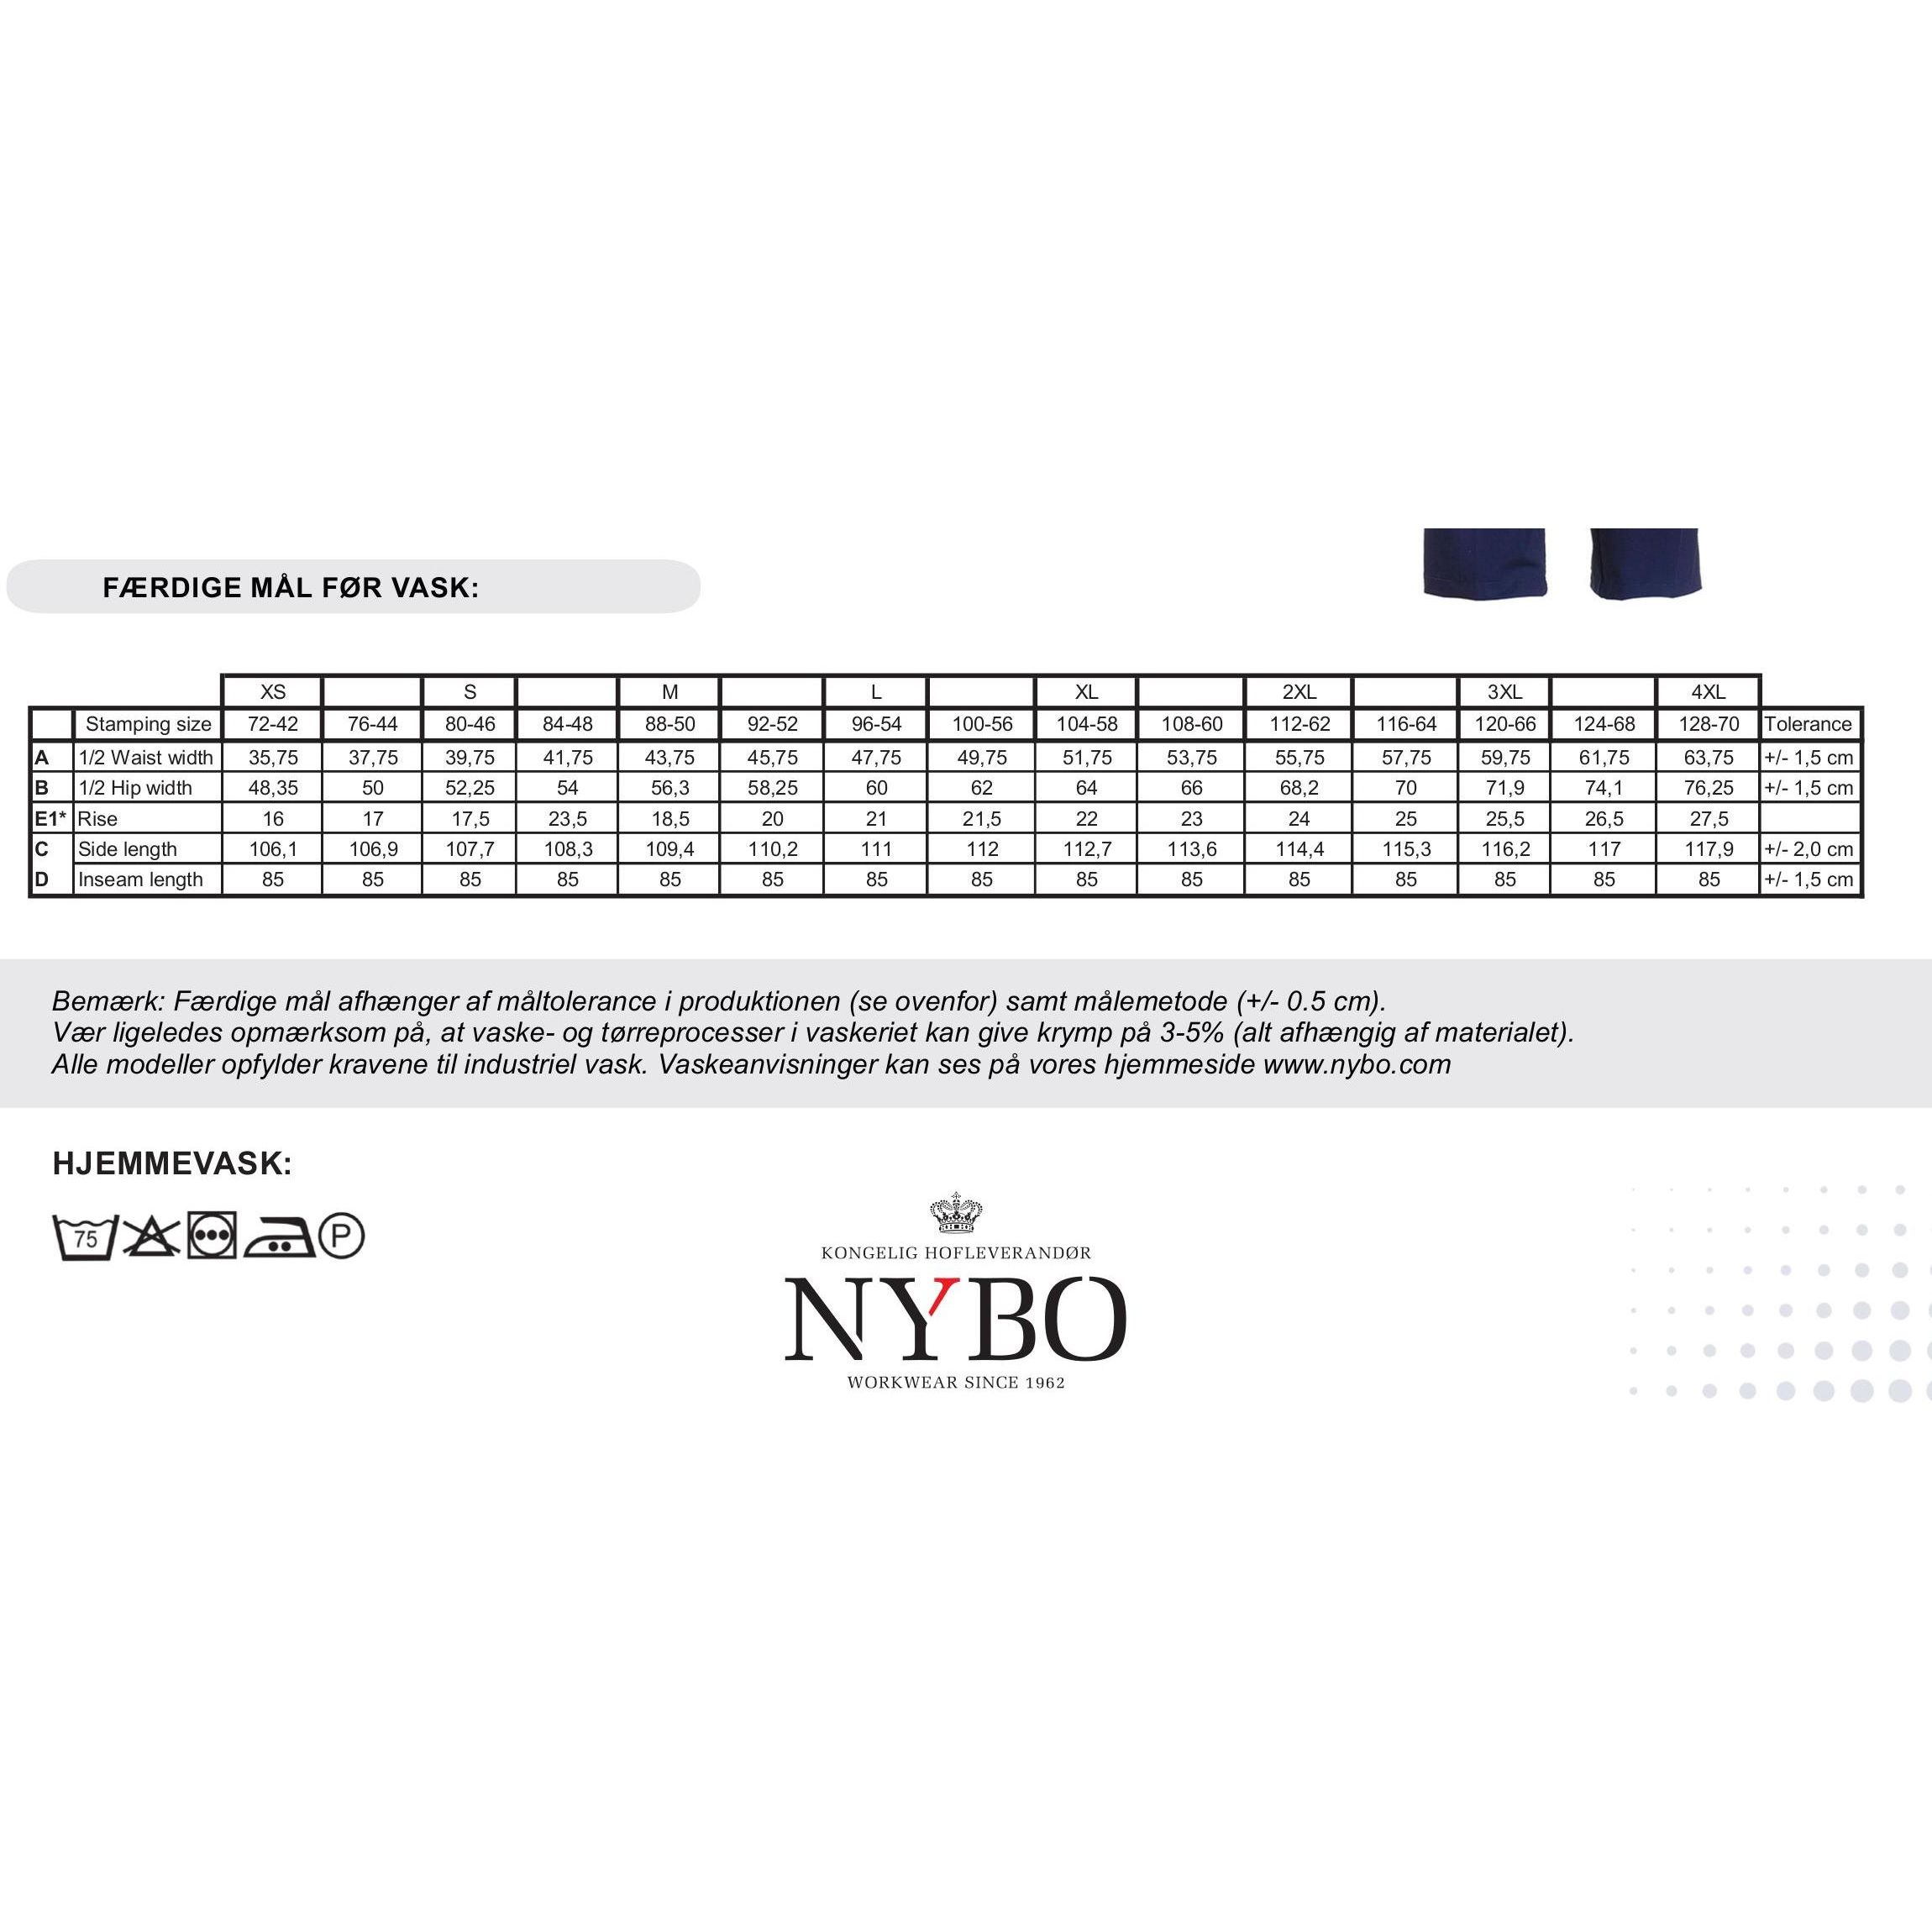 FÆRDIGE MÅL FØR VASK:
XS S M L XL 2XL 3XL 4XL
Stamping size 72-42 76-44 80-46 84-48 88-50 92-52 96-54 100-56 104-58 108-60 112-62 116-64 120-66 124-68 128-70 Tolerance
A 1/2 Waist width 35,75 37,75 39,75 41,75 43,75 45,75 47,75 49,75 51,75 53,75 55,75 57,75 59,75 61,75 63,75 +/- 1,5 cm
B 1/2 Hip width 48,35 50 52,25 54 56,3 58,25 60 62 64 66 68,2 70 71,9 74,1 76,25 +/- 1,5 cm
E1* Rise 16 17 17,5 23,5 18,5 20 21 21,5 22 23 24 25 25,5 26,5 27,5
C Side length 106,1 106,9 107,7 108,3 109,4 110,2 111 112 112,7 113,6 114,4 115,3 116,2 117 117,9 +/- 2,0 cm
D Inseam length 85 85 85 85 85 85 85 85 85 85 85 85 85 85 85 +/- 1,5 cm
Bemærk: Færdige mål afhænger af måltolerance i produktionen (se ovenfor) samt målemetode (+/- 0.5 cm).
Vær ligeledes opmærksom på, at vaske- og tørreprocesser i vaskeriet kan give krymp på 3-5% (alt afhængig af materialet).
Alle modeller opfylder kravene til industriel vask. Vaskeanvisninger kan ses på vores hjemmeside www.nybo.com
HJEMMEVASK:
75 P
KONGELIG HOFLEVERANDØR
NYBO
WORKWEAR SINCE 1962